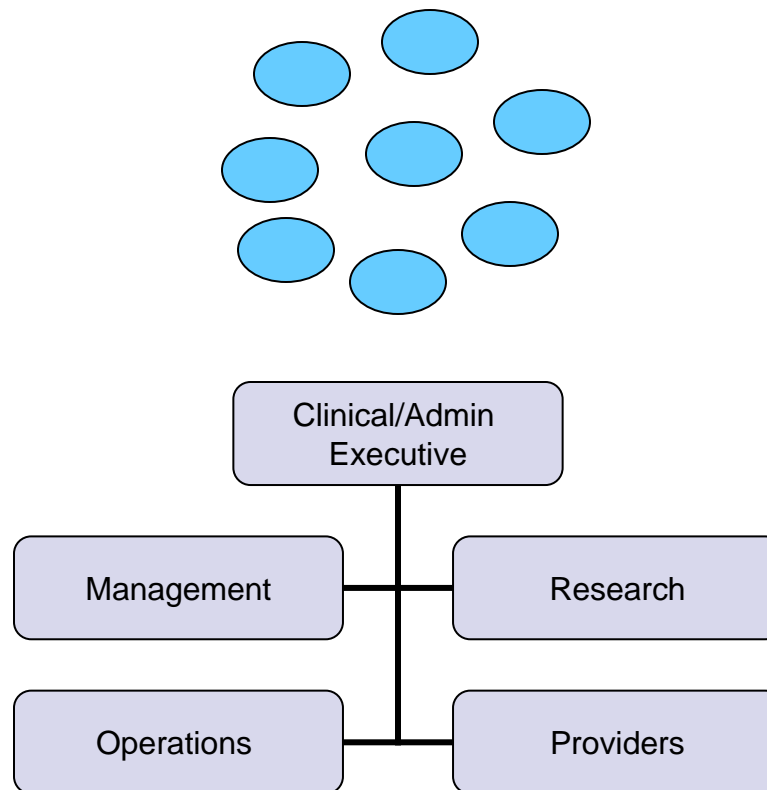 Clinical/Admin
Executive
Management
Research
Operations
Providers